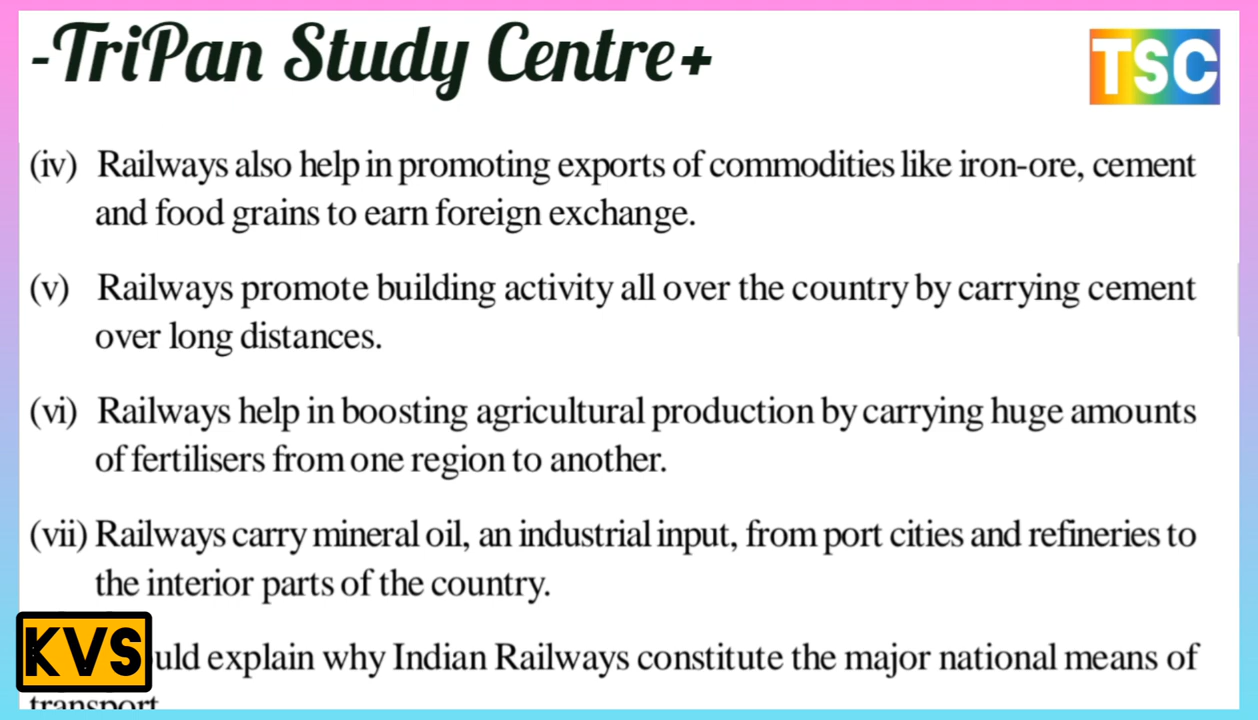 -TriPan Study Centre+
TSC
(iv) Railways also help in promoting exports of commodities like iron-ore, cement
and food grains to earn foreign exchange.
(v) Railways promote building activity all over the country by carrying cement
over long distances.
(vi) Railways help in boosting agricultural production by carrying huge amounts
of fertilisers from one region to another.
(vii) Railways carry mineral oil, an industrial input, from port cities and refineries to
the interior parts of the country.
KVS
uld explain why Indian Railways constitute the major national means of
transport